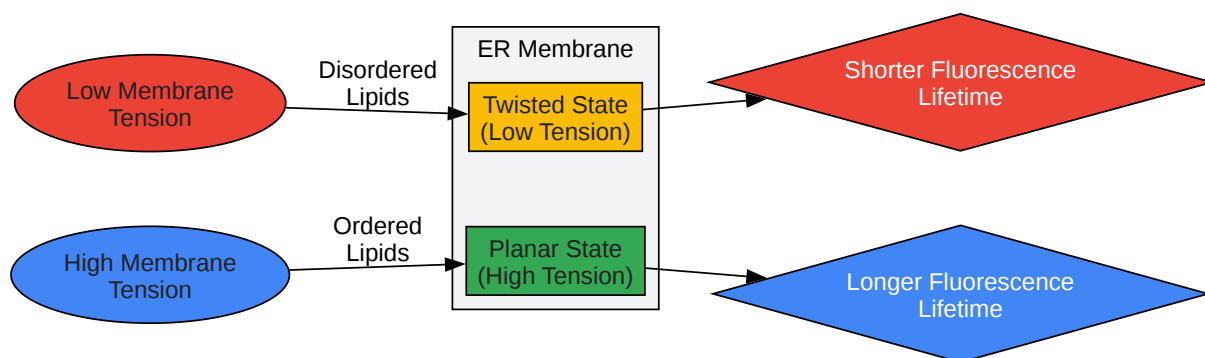 ER Membrane
Low Membrane
Tension
Disordered
Lipids
Twisted State
(Low Tension)
Shorter Fluorescence
Lifetime
High Membrane
Tension
Ordered
Lipids
Planar State
(High Tension)
Longer Fluorescence
Lifetime